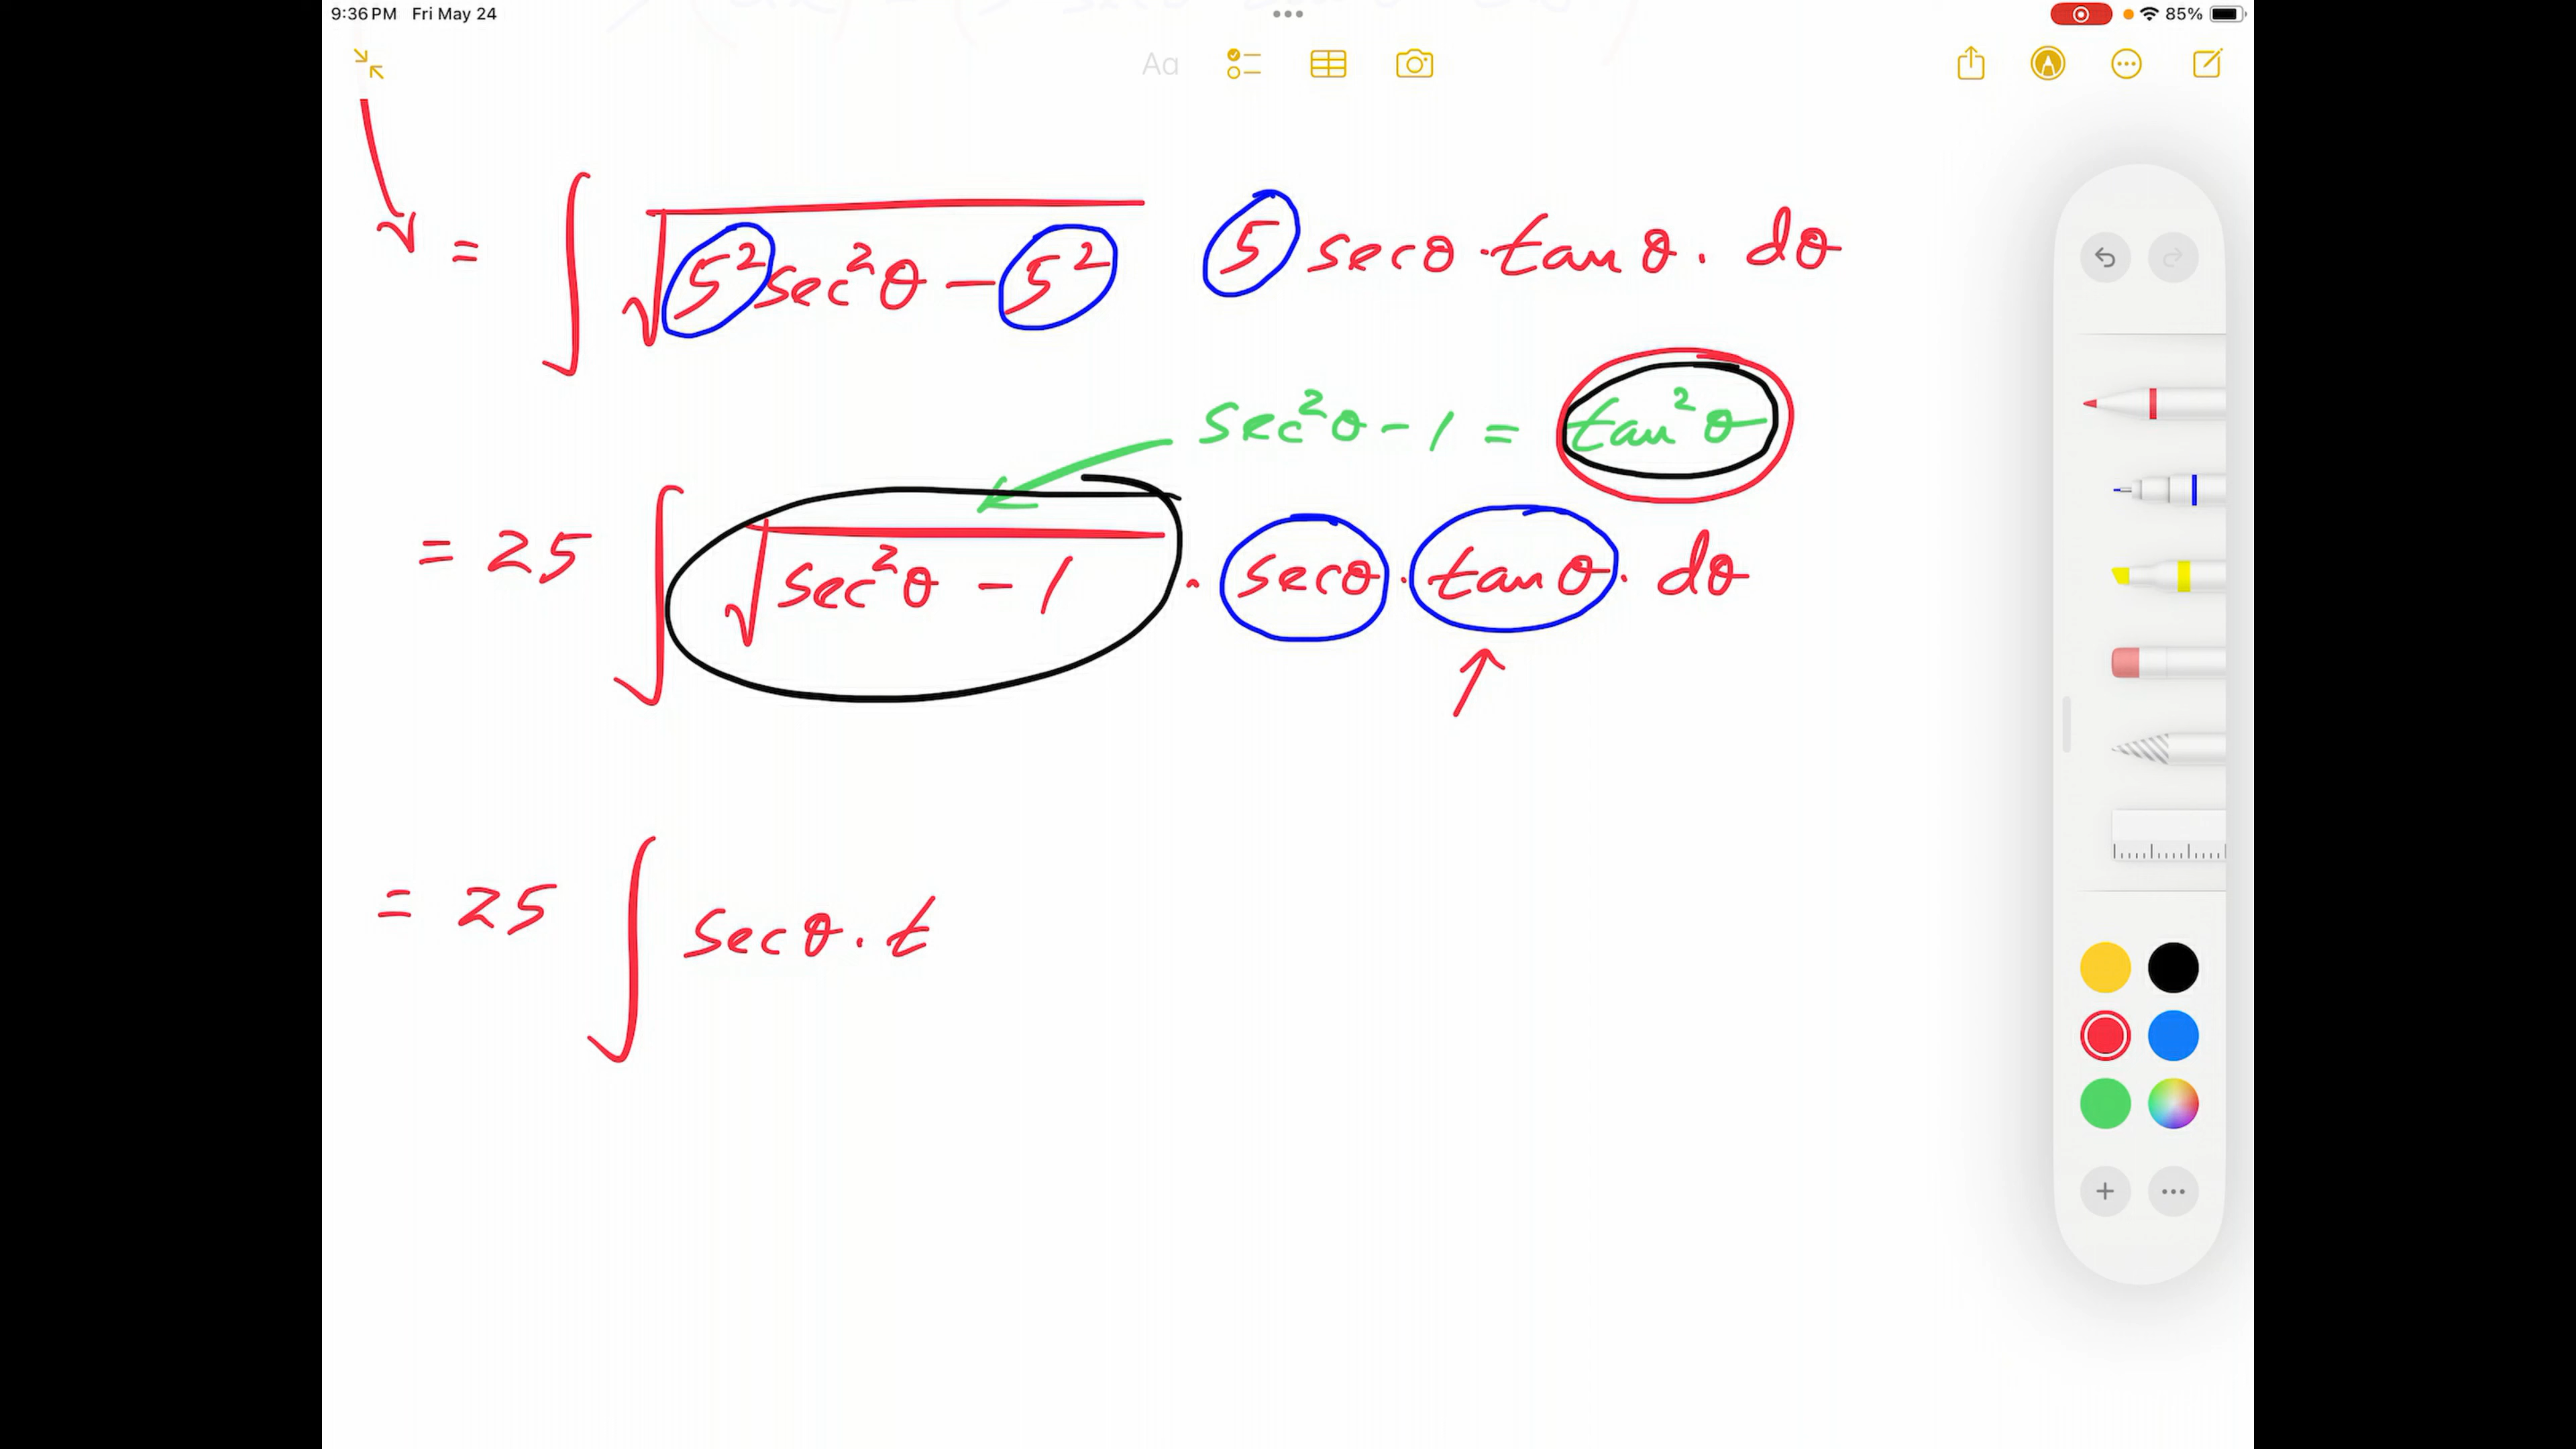 9:36 PM Fri May 24 85%
Aa
= ∫ √(5² sec²θ − 5²) 5 secθ · tanθ · dθ
sec²θ − 1 = tan²θ
= 25 ∫ √(sec²θ − 1) · secθ · tanθ · dθ
= 25 ∫ secθ · t